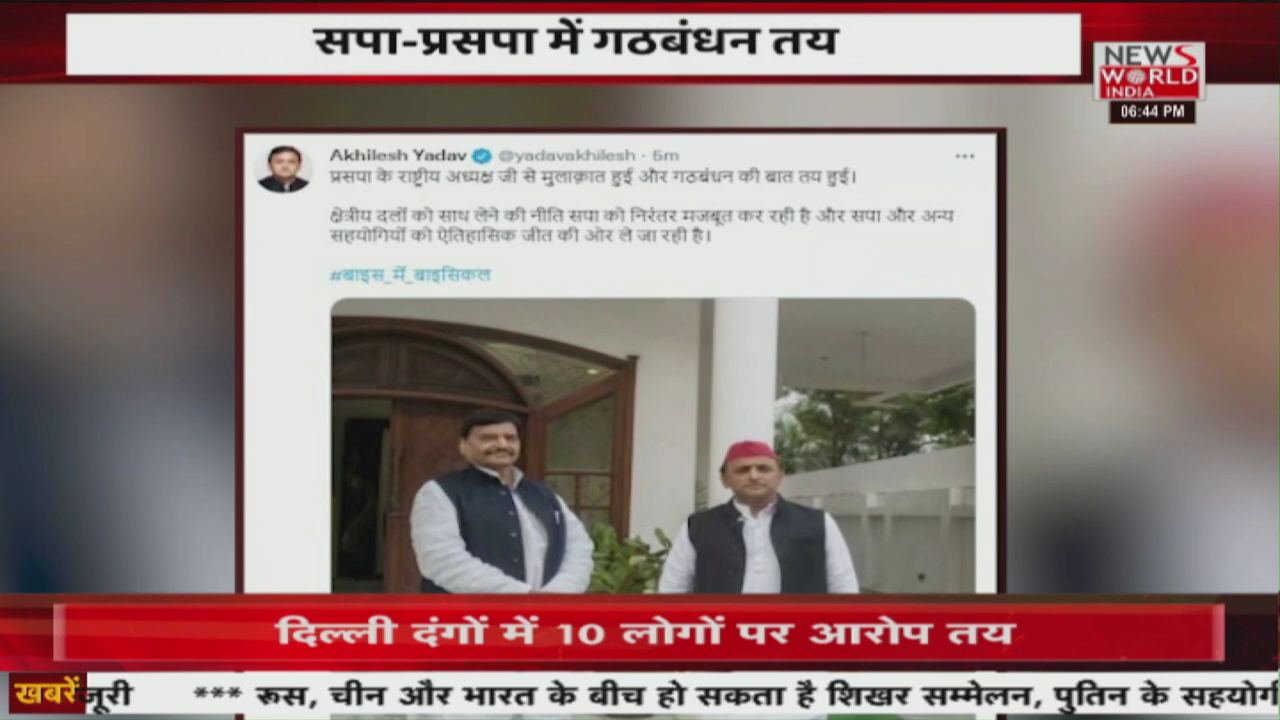 सपा-प्रसपा में गठबंधन तय
NEWS
WORLD
INDIA
06:44 PM
Akhilesh Yadav @yadavakhilesh · 5m
प्रसपा के राष्ट्रीय अध्यक्ष जी से मुलाक़ात हुई और गठबंधन की बात तय हुई।
क्षेत्रीय दलों को साथ लेने की नीति सपा को निरंतर मजबूत कर रही है और सपा और अन्य
सहयोगियों को ऐतिहासिक जीत की ओर ले जा रही है।
#बाइस_में_बाइसिकल
दिल्ली दंगों में 10 लोगों पर आरोप तय
खबरें जूरी *** रूस, चीन और भारत के बीच हो सकता है शिखर सम्मेलन, पुतिन के सहयोगी